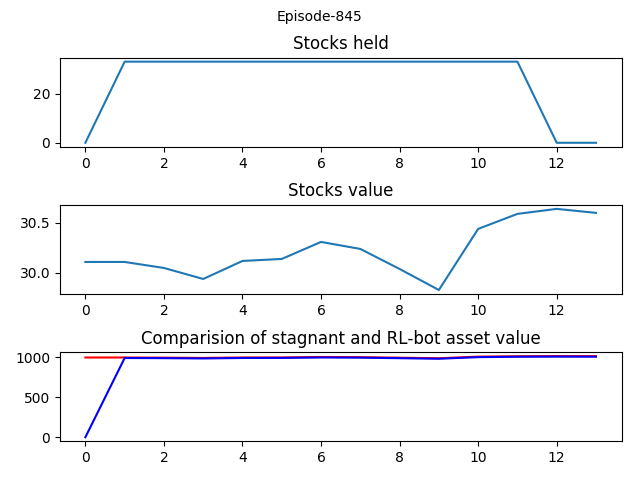 Episode-845
Stocks held
20
0
0 2 4 6 8 10 12
Stocks value
30.5
30.0
0 2 4 6 8 10 12
Comparision of stagnant and RL-bot asset value
1000
500
0
0 2 4 6 8 10 12